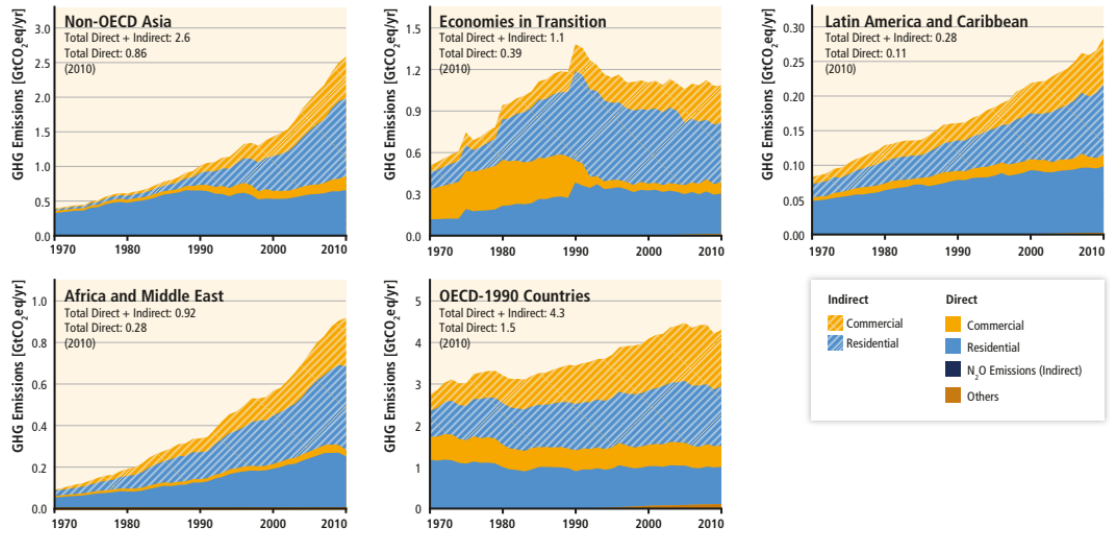 Non-OECD Asia
Total Direct + Indirect: 2.6
Total Direct: 0.86
(2010)
GHG Emissions [GtCO2eq/yr]
3.0
2.5
2.0
1.5
1.0
0.5
0.0
1970 1980 1990 2000 2010
Economies in Transition
Total Direct + Indirect: 1.1
Total Direct: 0.39
(2010)
GHG Emissions [GtCO2eq/yr]
1.5
1.2
0.9
0.6
0.3
0.0
1970 1980 1990 2000 2010
Latin America and Caribbean
Total Direct + Indirect: 0.28
Total Direct: 0.11
(2010)
GHG Emissions [GtCO2eq/yr]
0.30
0.25
0.20
0.15
0.10
0.05
0.00
1970 1980 1990 2000 2010
Africa and Middle East
Total Direct + Indirect: 0.92
Total Direct: 0.28
(2010)
GHG Emissions [GtCO2eq/yr]
1.0
0.8
0.6
0.4
0.2
0.0
1970 1980 1990 2000 2010
OECD-1990 Countries
Total Direct + Indirect: 4.3
Total Direct: 1.5
(2010)
GHG Emissions [GtCO2eq/yr]
5
4
3
2
1
0
1970 1980 1990 2000 2010
Indirect
Commercial
Residential
Direct
Commercial
Residential
N2O Emissions (Indirect)
Others